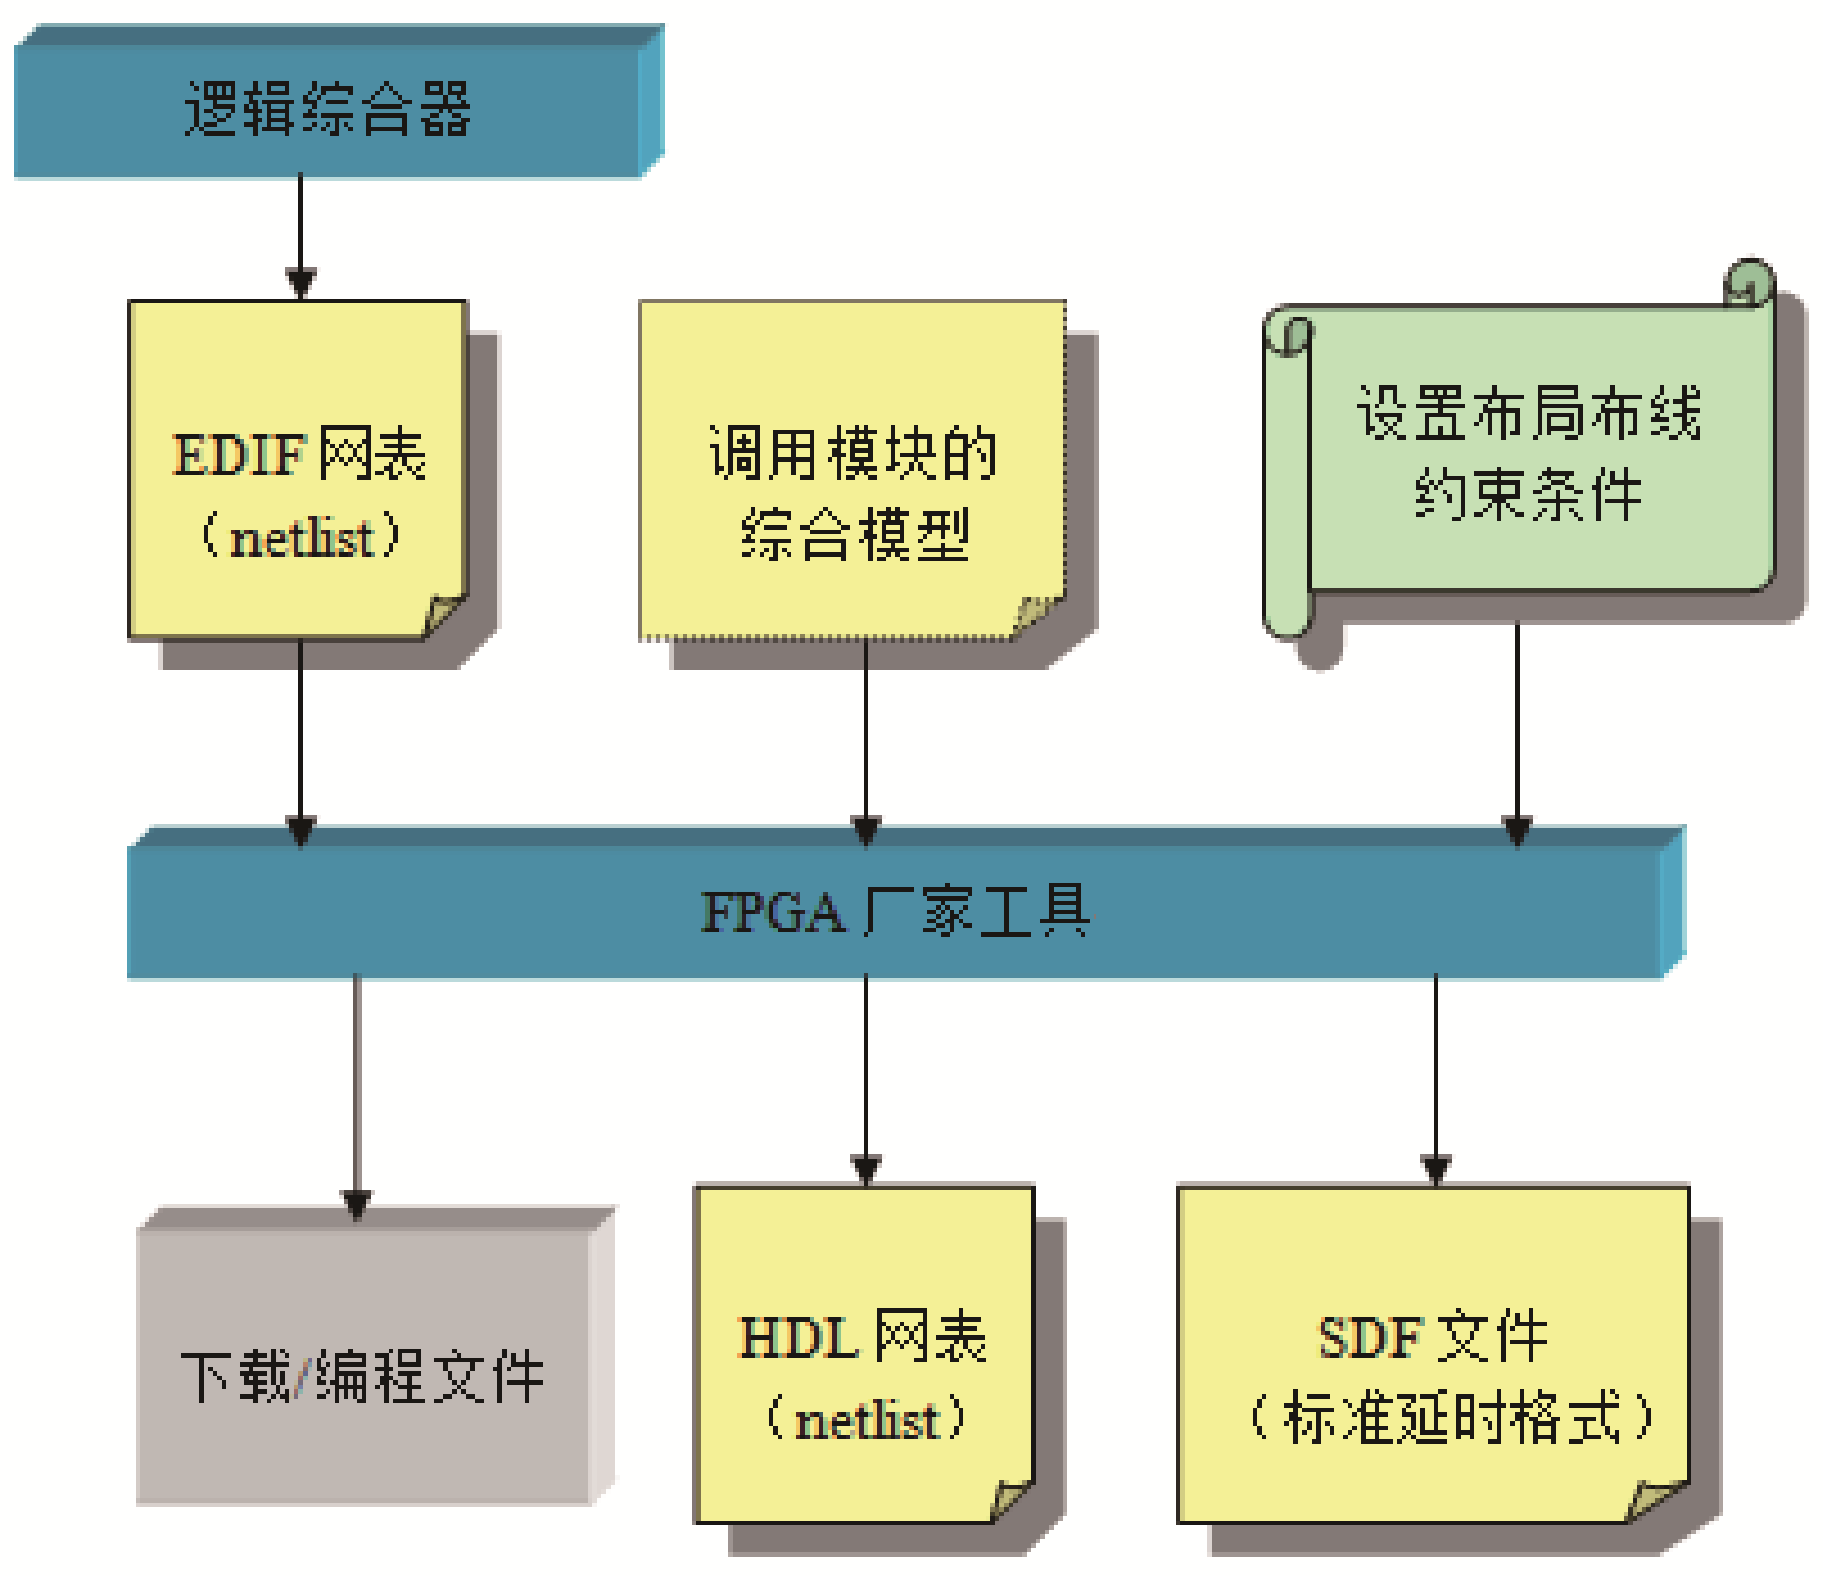 逻辑综合器
EDIF 网表
（netlist）
调用模块的
综合模型
设置布局布线
约束条件
FPGA 厂家工具
下载/编程文件
HDL 网表
（netlist）
SDF 文件
（标准延时格式）